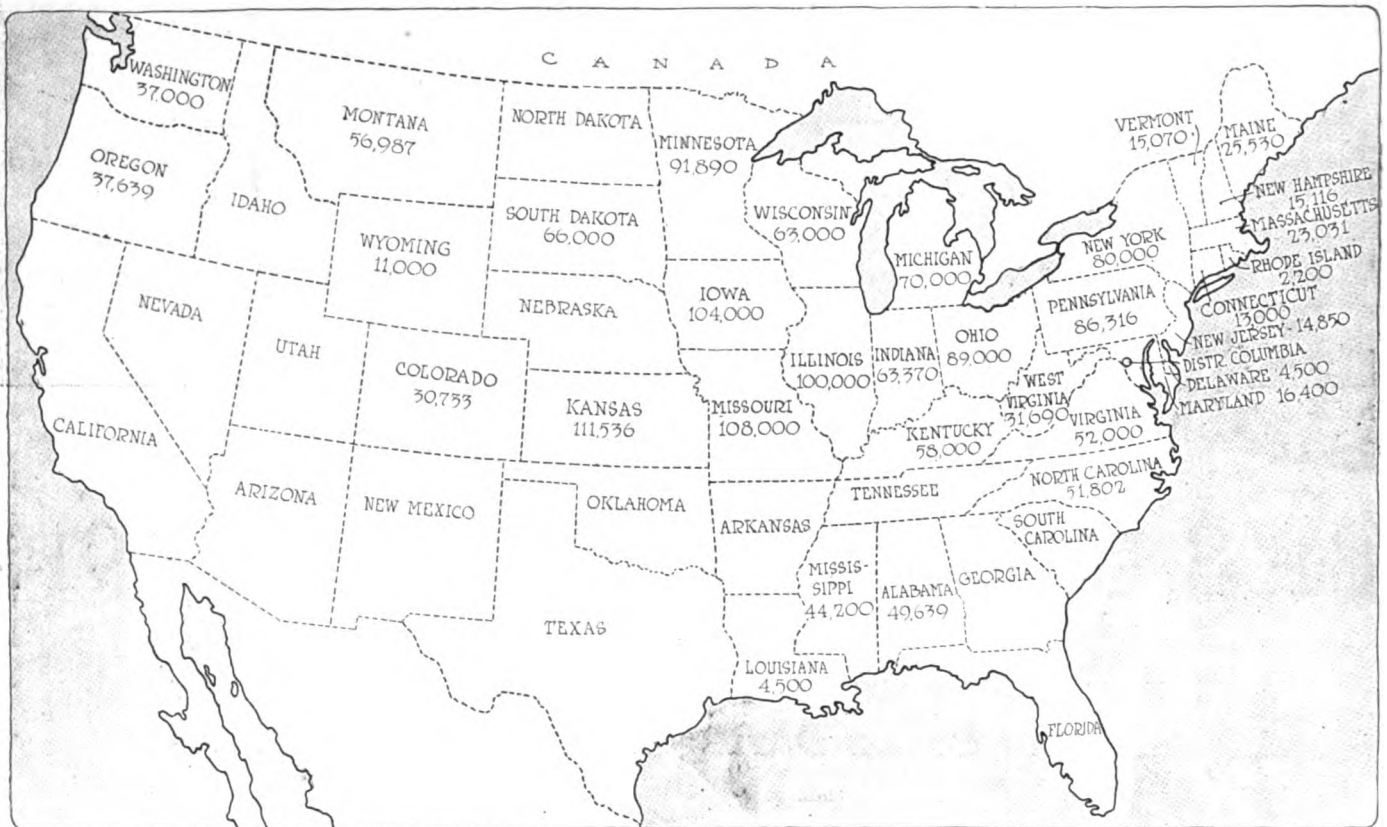 CANADA
WASHINGTON
37,000
MONTANA
56,987
NORTH DAKOTA
MINNESOTA
91,890
VERMONT
15,070
MAINE
25,530
OREGON
37,639
IDAHO
WYOMING
11,000
SOUTH DAKOTA
66,000
WISCONSIN
63,000
MICHIGAN
70,000
NEW YORK
80,000
NEW HAMPSHIRE
15,116
MASSACHUSETTS
23,031
RHODE ISLAND
2,200
CONNECTICUT
13,000
NEW JERSEY-14,850
DISTR. COLUMBIA
DELAWARE 4,500
MARYLAND 16,400
NEVADA
UTAH
COLORADO
30,733
NEBRASKA
IOWA
104,000
ILLINOIS
100,000
INDIANA
63,370
OHIO
89,000
PENNSYLVANIA
86,316
WEST
VIRGINIA
31,690
VIRGINIA
52,000
CALIFORNIA
KANSAS
111,536
MISSOURI
108,000
KENTUCKY
58,000
ARIZONA
NEW MEXICO
OKLAHOMA
ARKANSAS
TENNESSEE
NORTH CAROLINA
51,802
SOUTH
CAROLINA
TEXAS
LOUISIANA
4,500
MISSIS-
SIPPI
44,200
ALABAMA
49,639
GEORGIA
FLORIDA